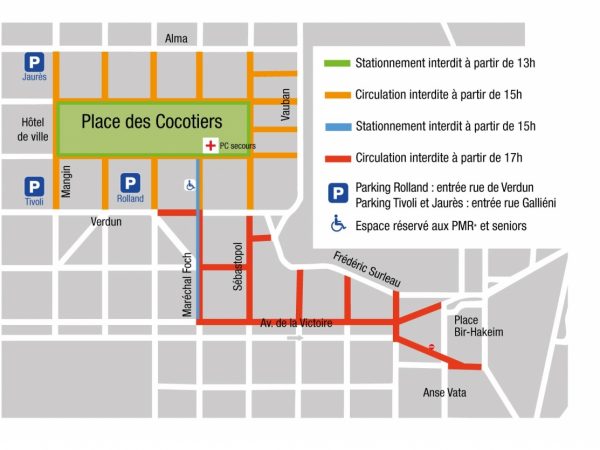 Alma
P
Jaurès
Hôtel
de ville
Place des Cocotiers
PC secours
Vauban
Mangin
P
Tivoli
P
Rolland
Verdun
Maréchal Foch
Sébastopol
Frédéric Surleau
Av. de la Victoire
Place
Bir-Hakeim
Anse Vata
Stationnement interdit à partir de 13h
Circulation interdite à partir de 15h
Stationnement interdit à partir de 15h
Circulation interdite à partir de 17h
P
Parking Rolland : entrée rue de Verdun
Parking Tivoli et Jaurès : entrée rue Galliéni
Espace réservé aux PMR* et seniors